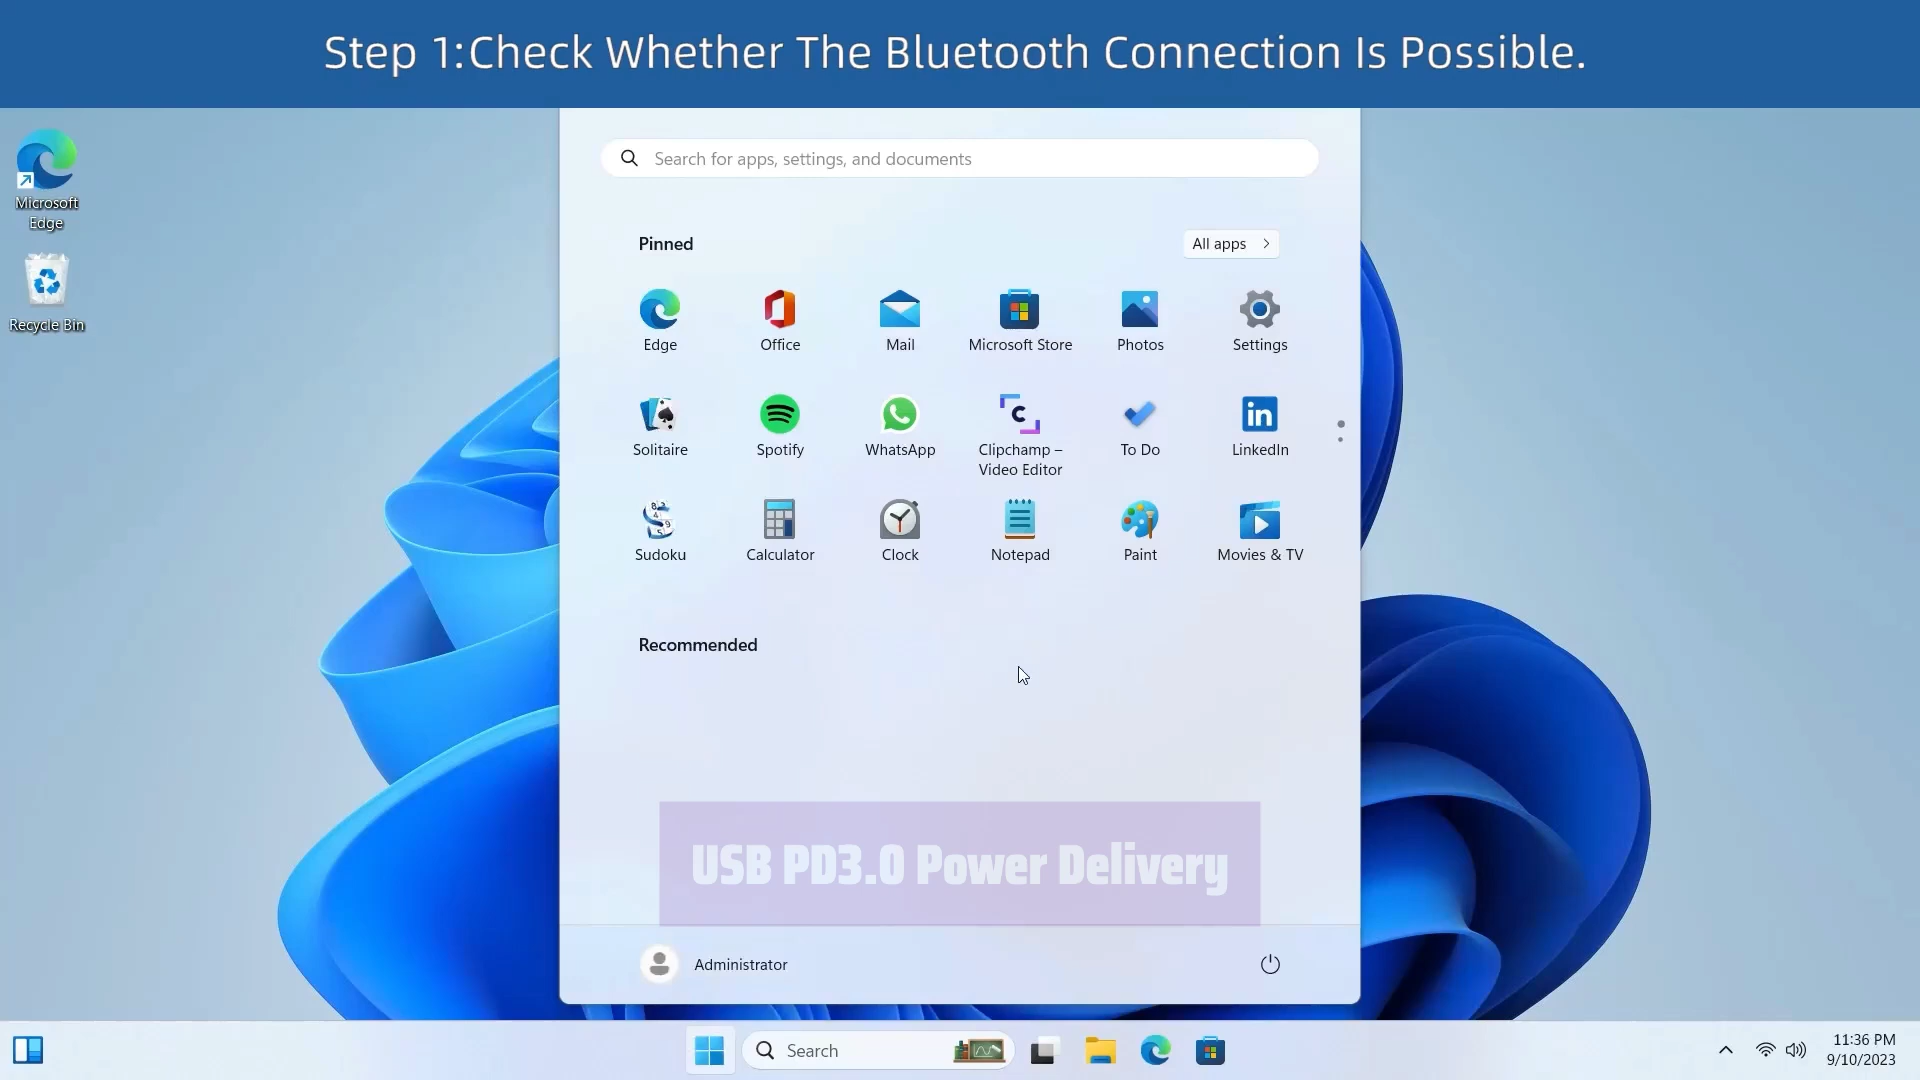 Step 1:Check Whether The Bluetooth Connection Is Possible.
Microsoft
Edge
Recycle Bin
Search for apps, settings, and documents
Pinned
All apps
Edge
Office
Mail
Microsoft Store
Photos
Settings
Solitaire
Spotify
WhatsApp
Clipchamp –
Video Editor
To Do
LinkedIn
Sudoku
Calculator
Clock
Notepad
Paint
Movies & TV
Recommended
USB PD3.0 Power Delivery
Administrator
Search
11:36 PM
9/10/2023